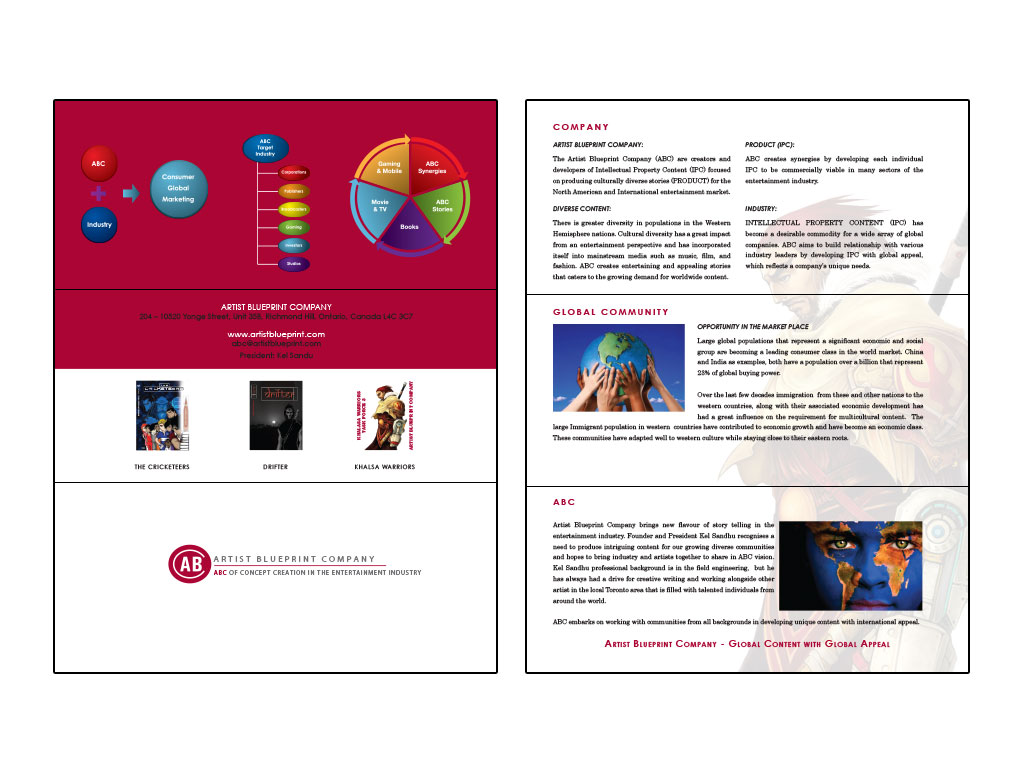 ABC
Industry
Consumer
Global
Marketing
ABC
Target
Industry
Corporations
Publishers
Broadcasters
Gaming
Investors
Studios
Gaming
& Mobile
ABC
Synergies
Movie
& TV
ABC
Stories
Books
ARTIST BLUEPRINT COMPANY
204 – 10520 Yonge Street, Unit 35B, Richmond Hill, Ontario, Canada L4C 3C7
www.artistblueprint.com
abc@artistblueprint.com
President: Kel Sandu
THE CRICKETEERS
drifter
KHALSA WARRIORS
ARTIST BLUEPRINT COMPANY
THE CRICKETEERS
DRIFTER
KHALSA WARRIORS
AB
ARTIST BLUEPRINT COMPANY
ABC OF CONCEPT CREATION IN THE ENTERTAINMENT INDUSTRY
COMPANY
ARTIST BLUEPRINT COMPANY:
The Artist Blueprint Company (ABC) are creators and
developers of Intellectual Property Content (IPC) focused
on producing culturally diverse stories (PRODUCT) for the
North American and International entertainment market.
DIVERSE CONTENT:
There is greater diversity in populations in the Western
Hemisphere nations. Cultural diversity has a great impact
from an entertainment perspective and has incorporated
itself into mainstream media such as music, film, and
fashion. ABC creates entertaining and appealing stories
that caters to the growing demand for worldwide content.
PRODUCT (IPC):
ABC creates synergies by developing each individual
IPC to be commercially viable in many sectors of the
entertainment industry.
INDUSTRY:
INTELLECTUAL PROPERTY CONTENT (IPC) has
become a desirable commodity for a wide array of global
companies. ABC aims to build relationship with various
industry leaders by developing IPC with global appeal,
which reflects a company's unique needs.
GLOBAL COMMUNITY
OPPORTUNITY IN THE MARKET PLACE
Large global populations that represent a significant economic and social
group are becoming a leading consumer class in the world market. China
and India as examples, both have a population over a billion that represent
23% of global buying power.
Over the last few decades immigration from these and other nations to the
western countries, along with their associated economic development has
had a great influence on the requirement for multicultural content. The
large Immigrant population in western countries have contributed to economic growth and have become an economic class.
These communities have adapted well to western culture while staying close to their eastern roots.
ABC
Artist Blueprint Company brings new flavour of story telling in the
entertainment industry. Founder and President Kel Sandhu recognises a
need to produce intriguing content for our growing diverse communities
and hopes to bring industry and artists together to share in ABC vision.
Kel Sandhu professional background is in the field engineering, but he
has always had a drive for creative writing and working alongside other
artist in the local Toronto area that is filled with talented individuals from
around the world.
ABC embarks on working with communities from all backgrounds in developing unique content with international appeal.
ARTIST BLUEPRINT COMPANY - GLOBAL CONTENT WITH GLOBAL APPEAL